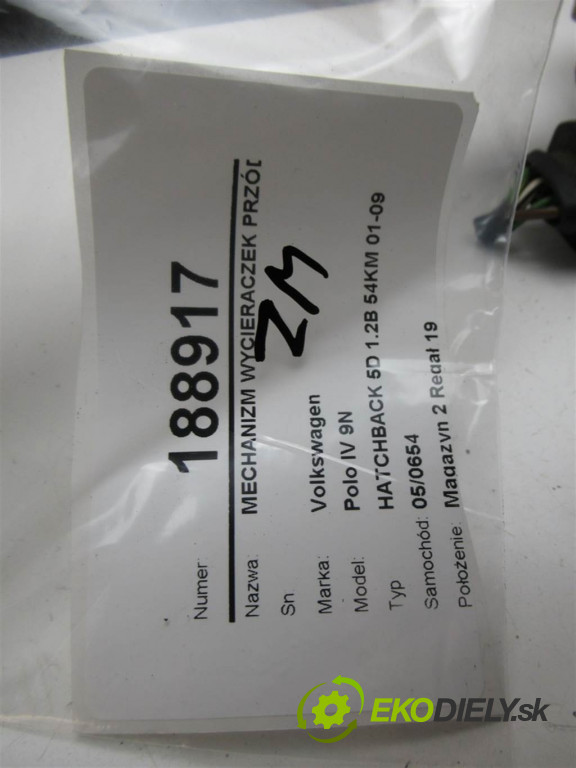 Numer: 188917
Nazwa: MECHANIZM WYCIERACZEK PRZÓD
ZM
Sn
Marka: Volkswagen
Model: Polo IV 9N
Typ HATCHBACK 5D 1.2B 54KM 01-09
Samochód: 05/0654
Położenie: Magazyn 2 Regał 19
EKODIELY.sk